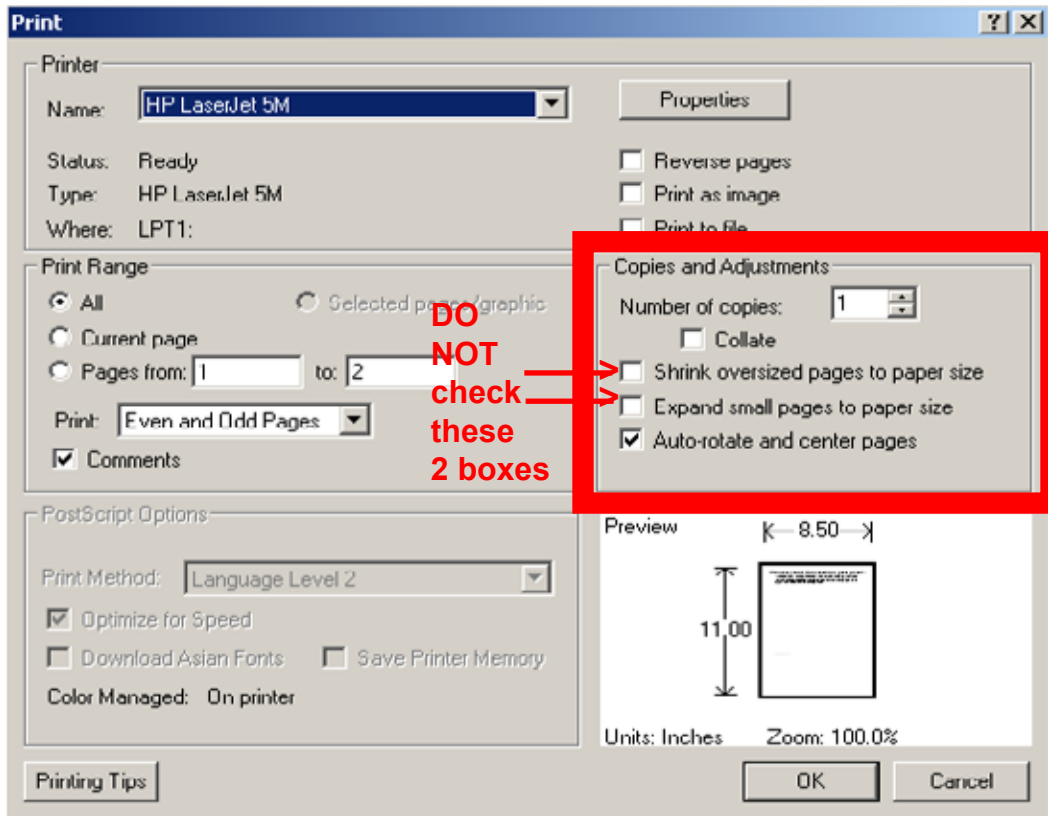 Print
Printer
Name: HP LaserJet 5M
Properties
Status: Ready
Type: HP LaserJet 5M
Where: LPT1:
Reverse pages
Print as image
Print to file
Print Range
All
Selected pages/graphic
Current page
Pages from: 1 to: 2
Print: Even and Odd Pages
Comments
DO
NOT
check
these
2 boxes
Copies and Adjustments
Number of copies: 1
Collate
Shrink oversized pages to paper size
Expand small pages to paper size
Auto-rotate and center pages
PostScript Options
Print Method: Language Level 2
Optimize for Speed
Download Asian Fonts
Save Printer Memory
Color Managed: On printer
Preview
8.50
11.00
Units: Inches Zoom: 100.0%
Printing Tips
OK
Cancel